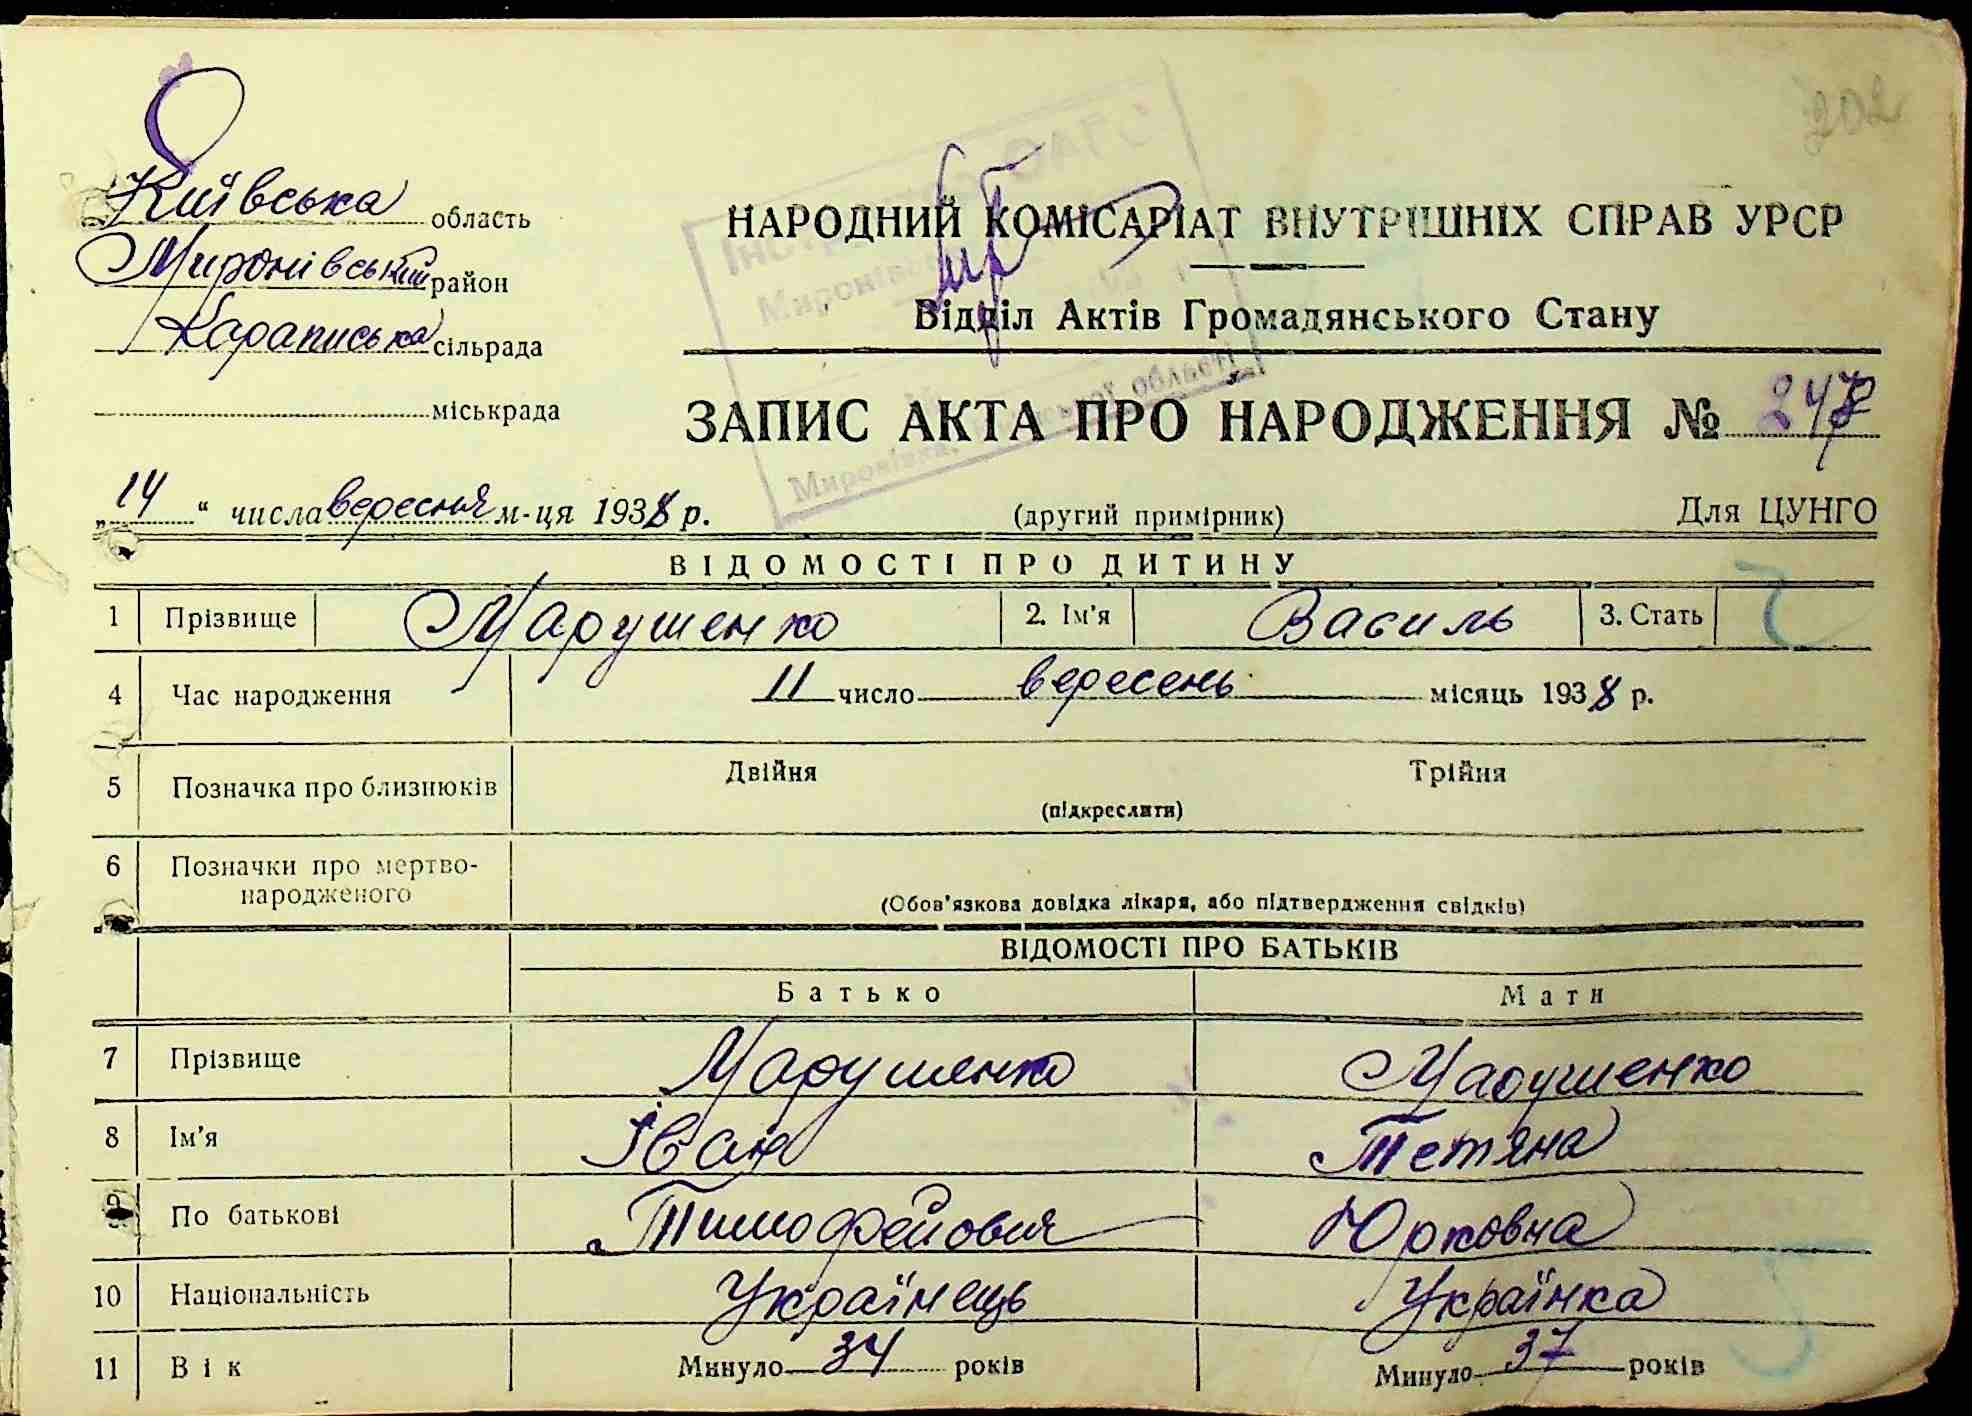 202
Київська область
Миронівський район
Караписька сільрада
міськрада
НАРОДНИЙ КОМІСАРІАТ ВНУТРІШНІХ СПРАВ УРСР
Відділ Актів Громадянського Стану
ЗАПИС АКТА ПРО НАРОДЖЕННЯ № 247
„14“ числа вересня м-ця 1938 р.
(другий примірник)
Для ЦУНГО
ВІДОМОСТІ ПРО ДИТИНУ
1 Прізвище Марушенко 2. Ім'я Василь 3. Стать
4 Час народження 11 число вересень місяць 1938 р.
5 Позначка про близнюків Двійня Трійня
(підкреслити)
6 Позначки про мертво-
народженого
(Обов'язкова довідка лікаря, або підтвердження свідків)
ВІДОМОСТІ ПРО БАТЬКІВ
Батько Мати
7 Прізвище Марушенко Марушенко
8 Ім'я Іван Тетяна
9 По батькові Тимофейович Юрковна
10 Національність Українець Українка
11 Вік Минуло 34 років Минуло 37 років